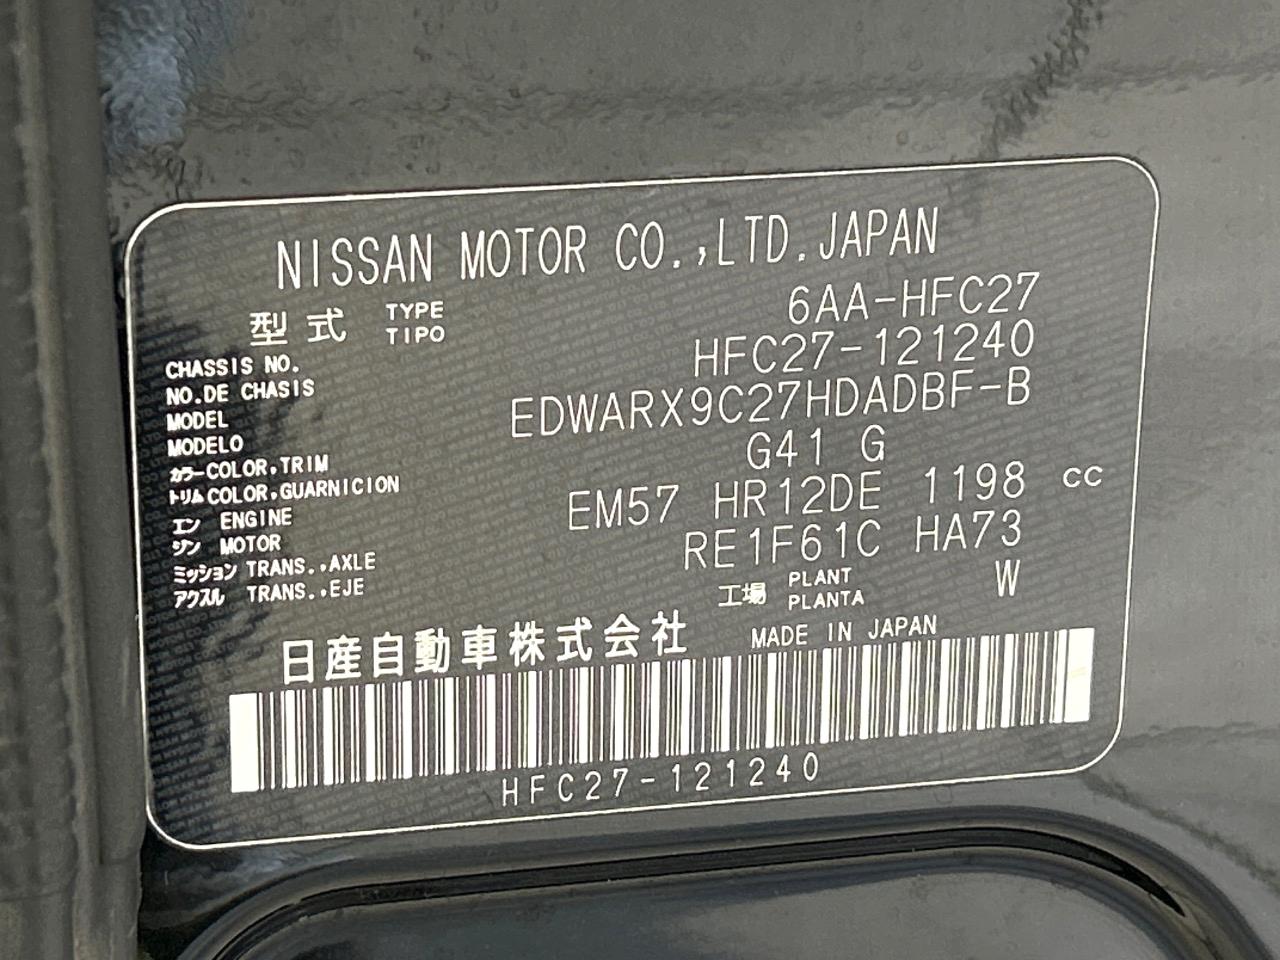 NISSAN MOTOR CO.,LTD.JAPAN
型式 TYPE TIPO 6AA-HFC27
CHASSIS NO.
NO.DE CHASIS HFC27-121240
MODEL
MODELO EDWARX9C27HDADBF-B
カラー COLOR,TRIM
トリム COLOR,GUARNICION G41 G
エン ENGINE
ジン MOTOR EM57 HR12DE 1198 cc
ミッション TRANS.,AXLE
アクスル TRANS.,EJE RE1F61C HA73
工場 PLANT PLANTA W
日産自動車株式会社 MADE IN JAPAN
HFC27-121240